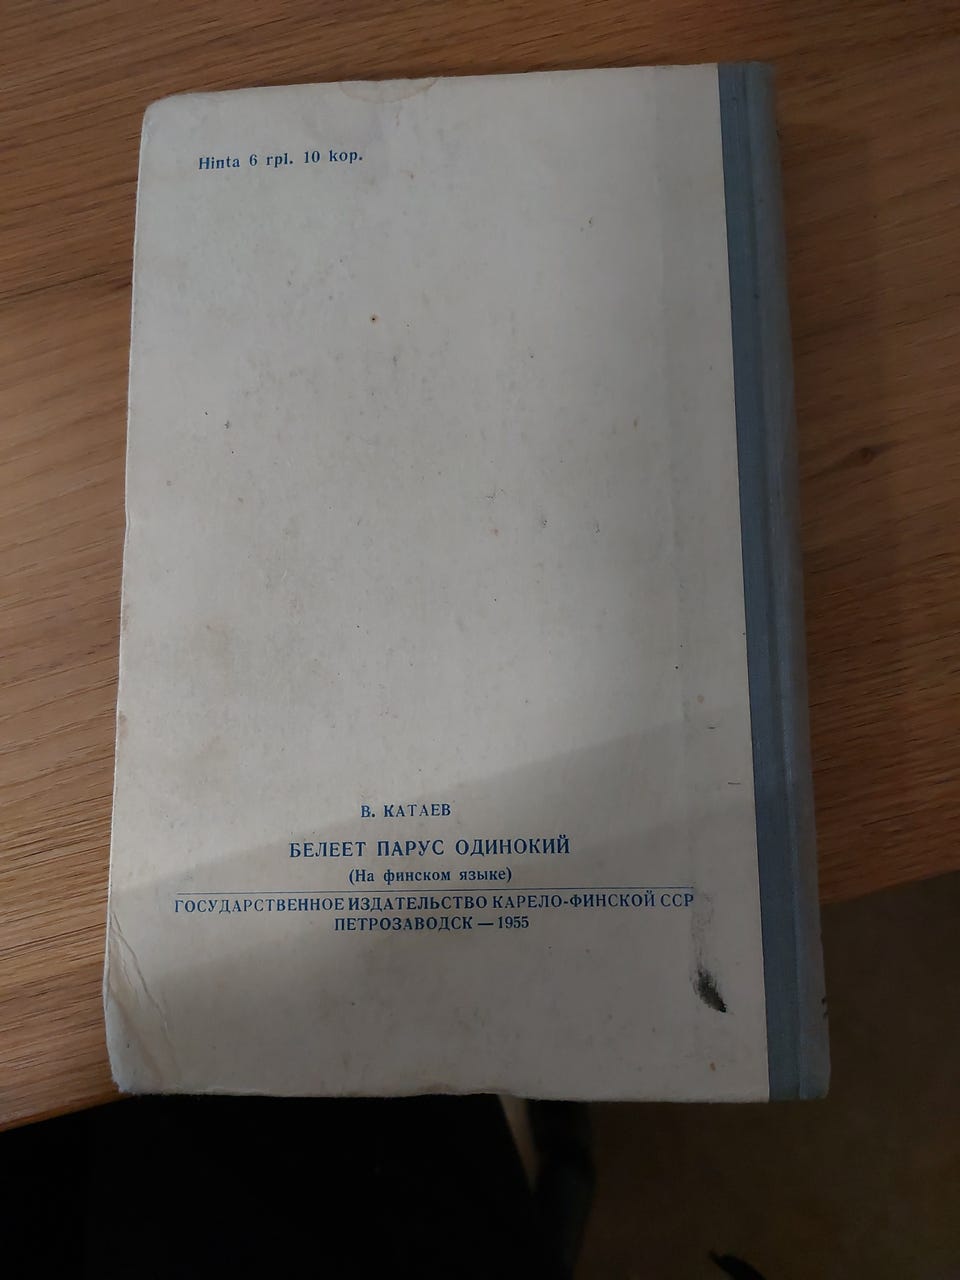 Hinta 6 rpl. 10 kop.
В. КАТАЕВ
БЕЛЕЕТ ПАРУС ОДИНОКИЙ
(На финском языке)
ГОСУДАРСТВЕННОЕ ИЗДАТЕЛЬСТВО КАРЕЛО-ФИНСКОЙ ССР
ПЕТРОЗАВОДСК — 1955